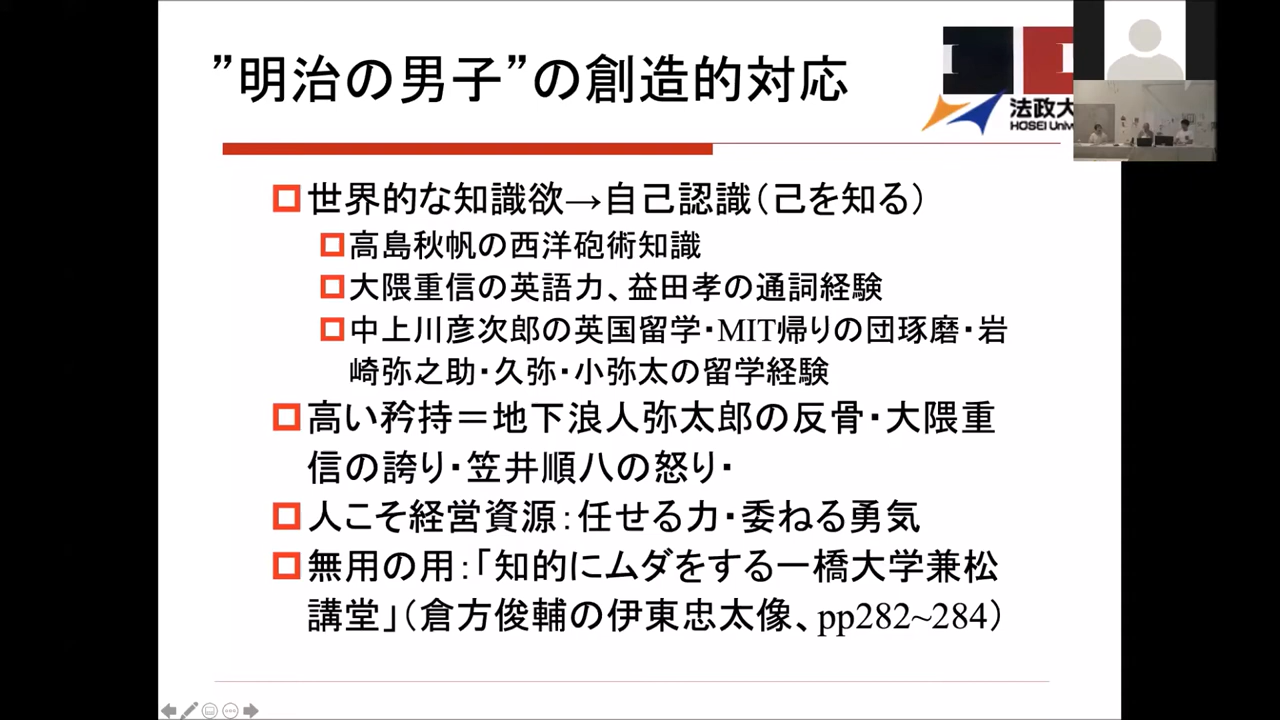 ”明治の男子”の創造的対応
法政大
HOSEI Univ
世界的な知識欲→自己認識（己を知る）
高島秋帆の西洋砲術知識
大隈重信の英語力、益田孝の通詞経験
中上川彦次郎の英国留学・MIT帰りの団琢磨・岩
崎弥之助・久弥・小弥太の留学経験
高い矜持＝地下浪人弥太郎の反骨・大隈重
信の誇り・笠井順八の怒り・
人こそ経営資源：任せる力・委ねる勇気
無用の用：「知的にムダをする一橋大学兼松
講堂」（倉方俊輔の伊東忠太像、pp282~284）